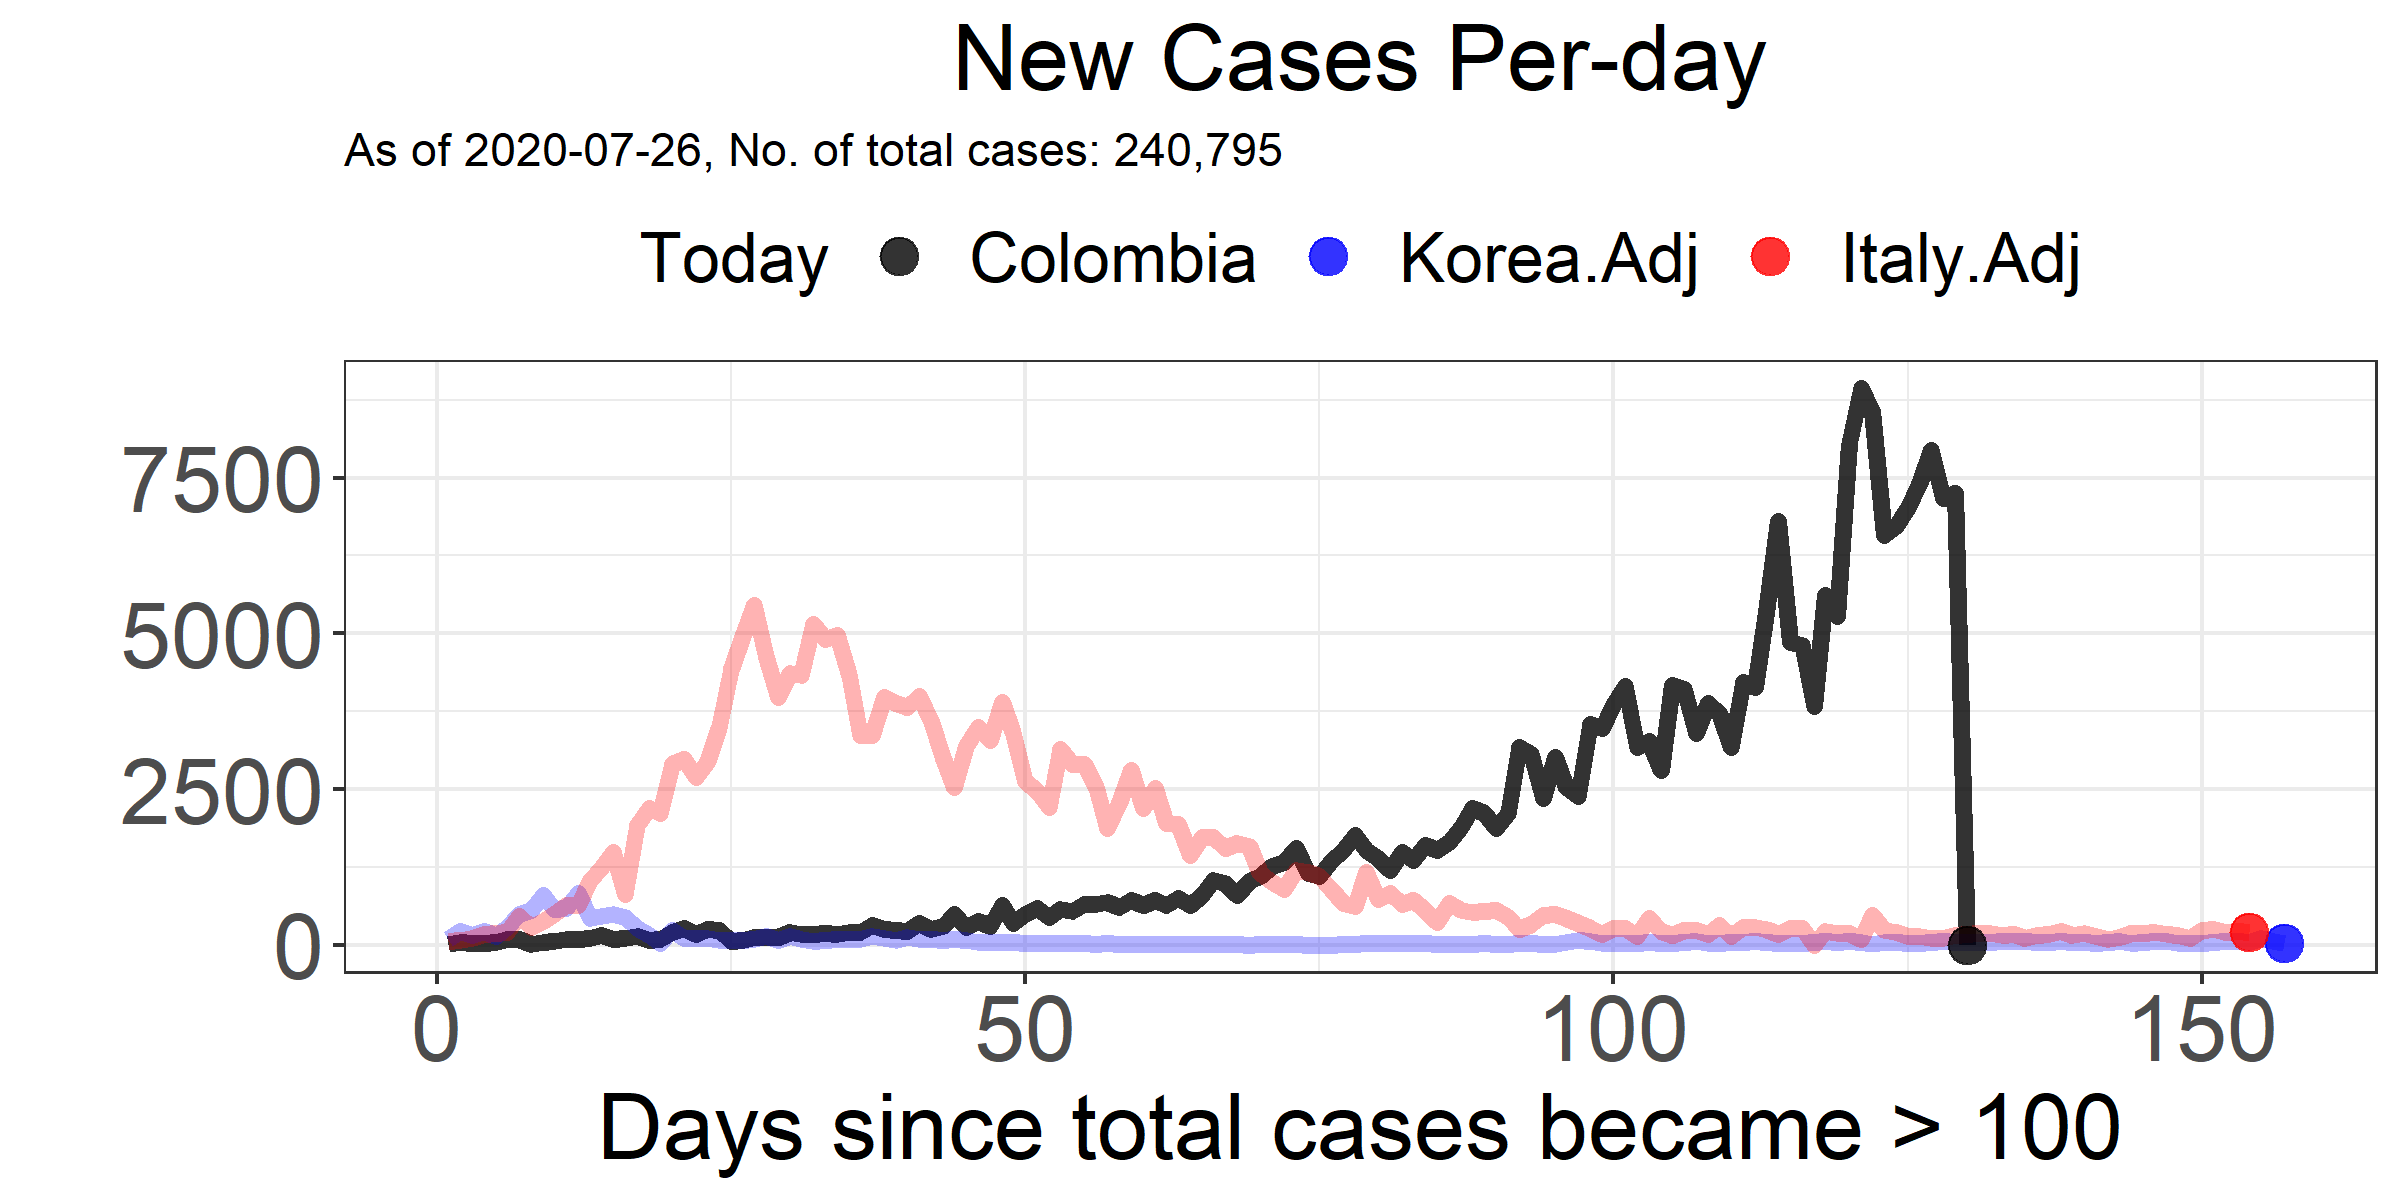 New Cases Per-day
As of 2020-07-26, No. of total cases: 240,795
Today Colombia Korea.Adj Italy.Adj
7500
5000
2500
0
0 50 100 150
Days since total cases became > 100